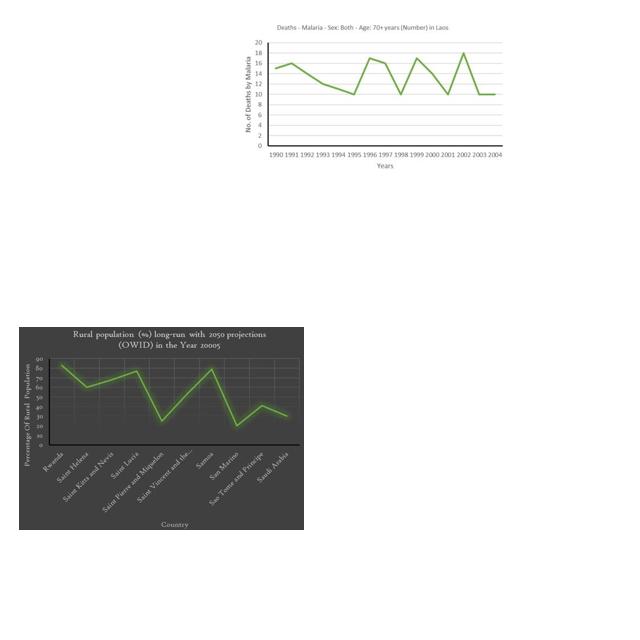 Deaths - Malaria - Sex: Both - Age: 70+ years (Number) in Laos
No. of Deaths by Malaria
20
18
16
14
12
10
8
6
4
2
0
1990 1991 1992 1993 1994 1995 1996 1997 1998 1999 2000 2001 2002 2003 2004
Years
Rural population (%) long-run with 2050 projections
(OWID) in the Year 20005
Percentage Of Rural Population
90
80
70
60
50
40
30
20
10
0
Rwanda
Saint Helena
Saint Kitts and Nevis
Saint Lucia
Saint Pierre and Miquelon
Saint Vincent and the...
Samoa
San Marino
Sao Tome and Principe
Saudi Arabia
Country